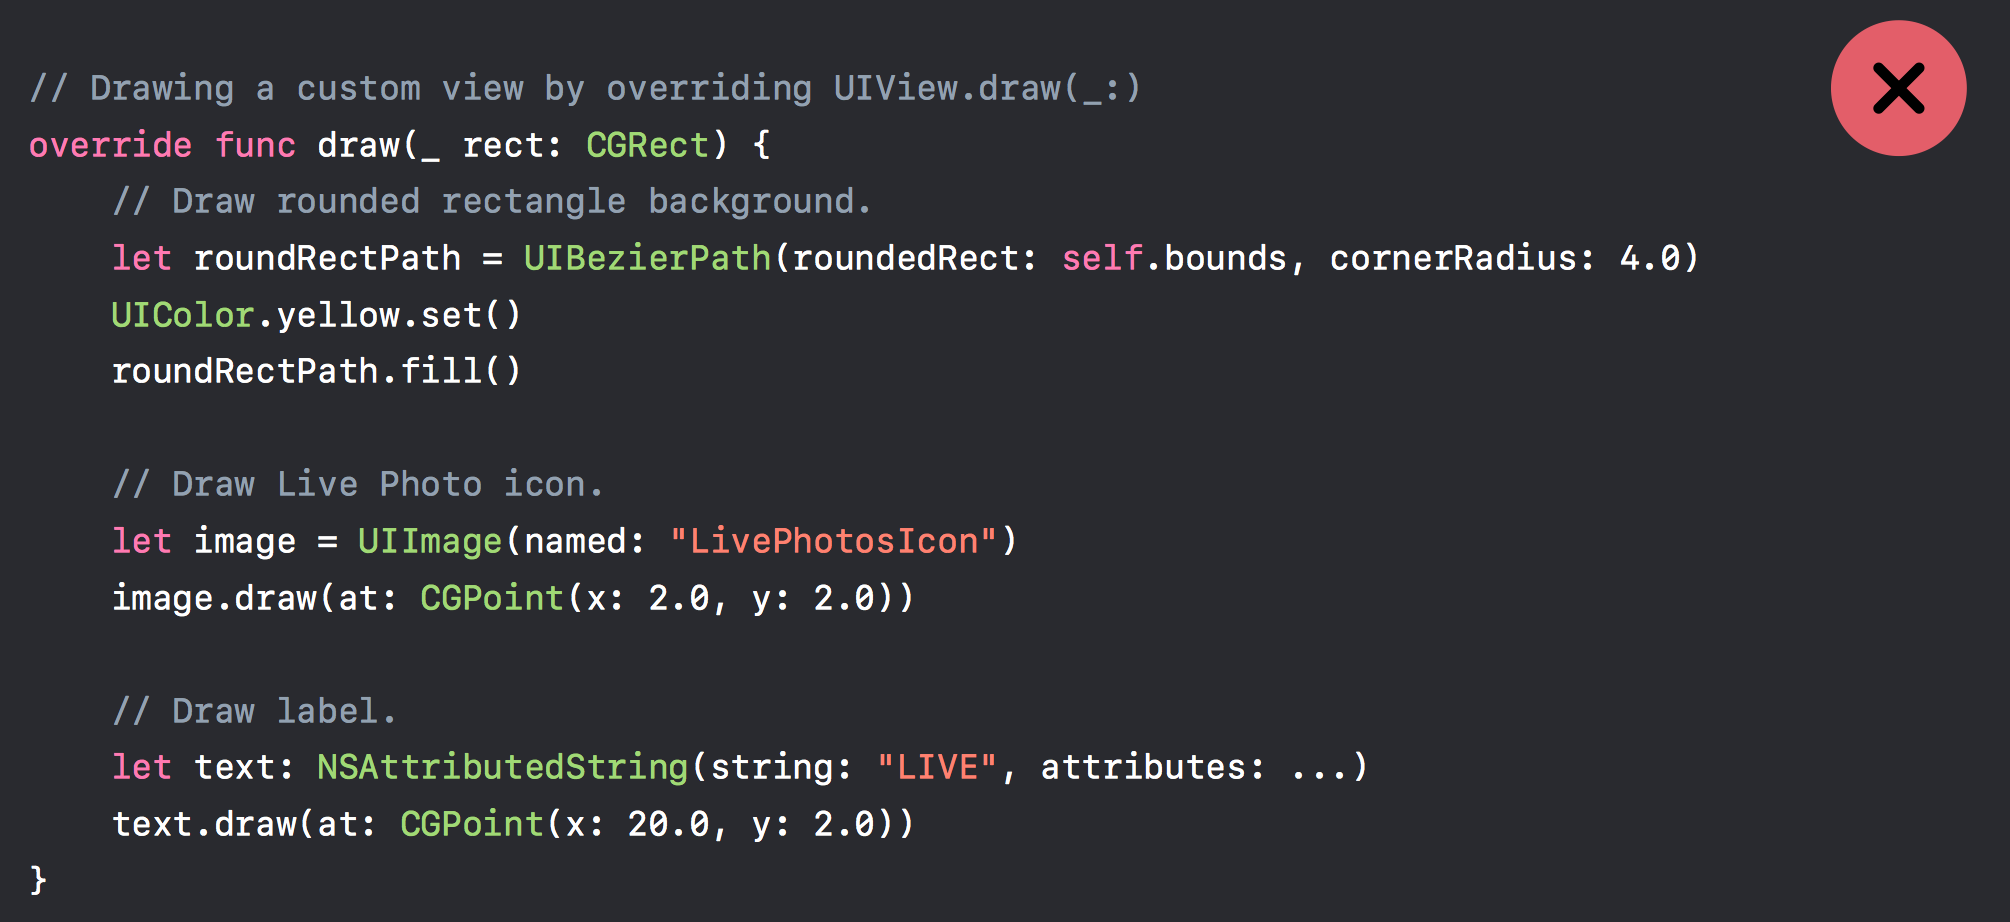 // Drawing a custom view by overriding UIView.draw(_:)
override func draw(_ rect: CGRect) {
    // Draw rounded rectangle background.
    let roundRectPath = UIBezierPath(roundedRect: self.bounds, cornerRadius: 4.0)
    UIColor.yellow.set()
    roundRectPath.fill()

    // Draw Live Photo icon.
    let image = UIImage(named: "LivePhotosIcon")
    image.draw(at: CGPoint(x: 2.0, y: 2.0))

    // Draw label.
    let text: NSAttributedString(string: "LIVE", attributes: ...)
    text.draw(at: CGPoint(x: 20.0, y: 2.0))
}